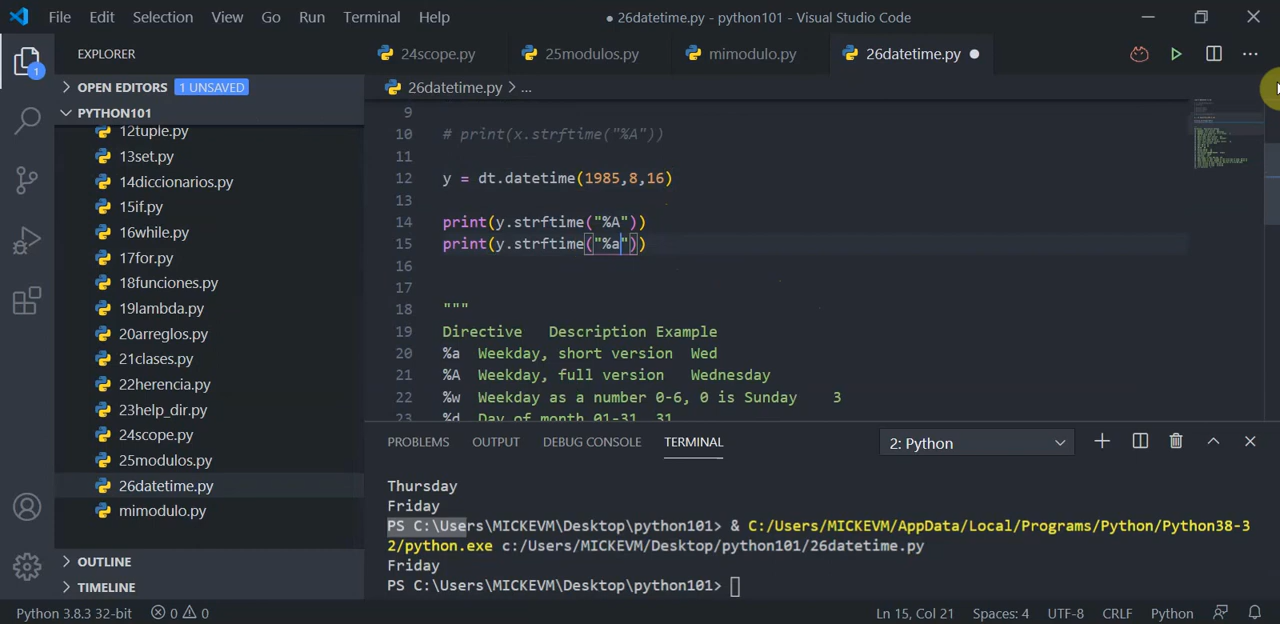 File Edit Selection View Go Run Terminal Help ● 26datetime.py - python101 - Visual Studio Code
EXPLORER
24scope.py 25modulos.py mimodulo.py 26datetime.py
1
OPEN EDITORS 1 UNSAVED
26datetime.py > ...
PYTHON101
12tuple.py
13set.py
14diccionarios.py
15if.py
16while.py
17for.py
18funciones.py
19lambda.py
20arreglos.py
21clases.py
22herencia.py
23help_dir.py
24scope.py
25modulos.py
26datetime.py
mimodulo.py
OUTLINE
TIMELINE
9
10 # print(x.strftime("%A"))
11
12 y = dt.datetime(1985,8,16)
13
14 print(y.strftime("%A"))
15 print(y.strftime("%a"))
16
17
18 """
19 Directive Description Example
20 %a Weekday, short version Wed
21 %A Weekday, full version Wednesday
22 %w Weekday as a number 0-6, 0 is Sunday 3
23 %d Day of month 01-31 31
PROBLEMS OUTPUT DEBUG CONSOLE TERMINAL 2: Python
Thursday
Friday
PS C:\Users\MICKEVM\Desktop\python101> & C:/Users/MICKEVM/AppData/Local/Programs/Python/Python38-3
2/python.exe c:/Users/MICKEVM/Desktop/python101/26datetime.py
Friday
PS C:\Users\MICKEVM\Desktop\python101>
Python 3.8.3 32-bit 0 0 Ln 15, Col 21 Spaces: 4 UTF-8 CRLF Python